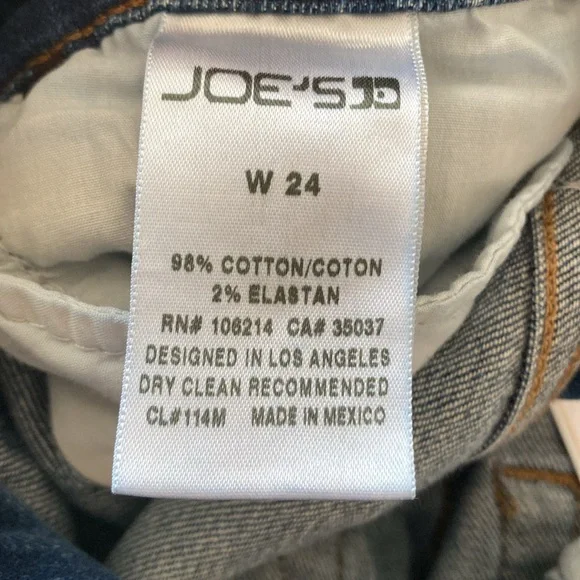 JOE'S JD
W 24
98% COTTON/COTON
2% ELASTAN
RN# 106214 CA# 35037
DESIGNED IN LOS ANGELES
DRY CLEAN RECOMMENDED
CL#114M MADE IN MEXICO